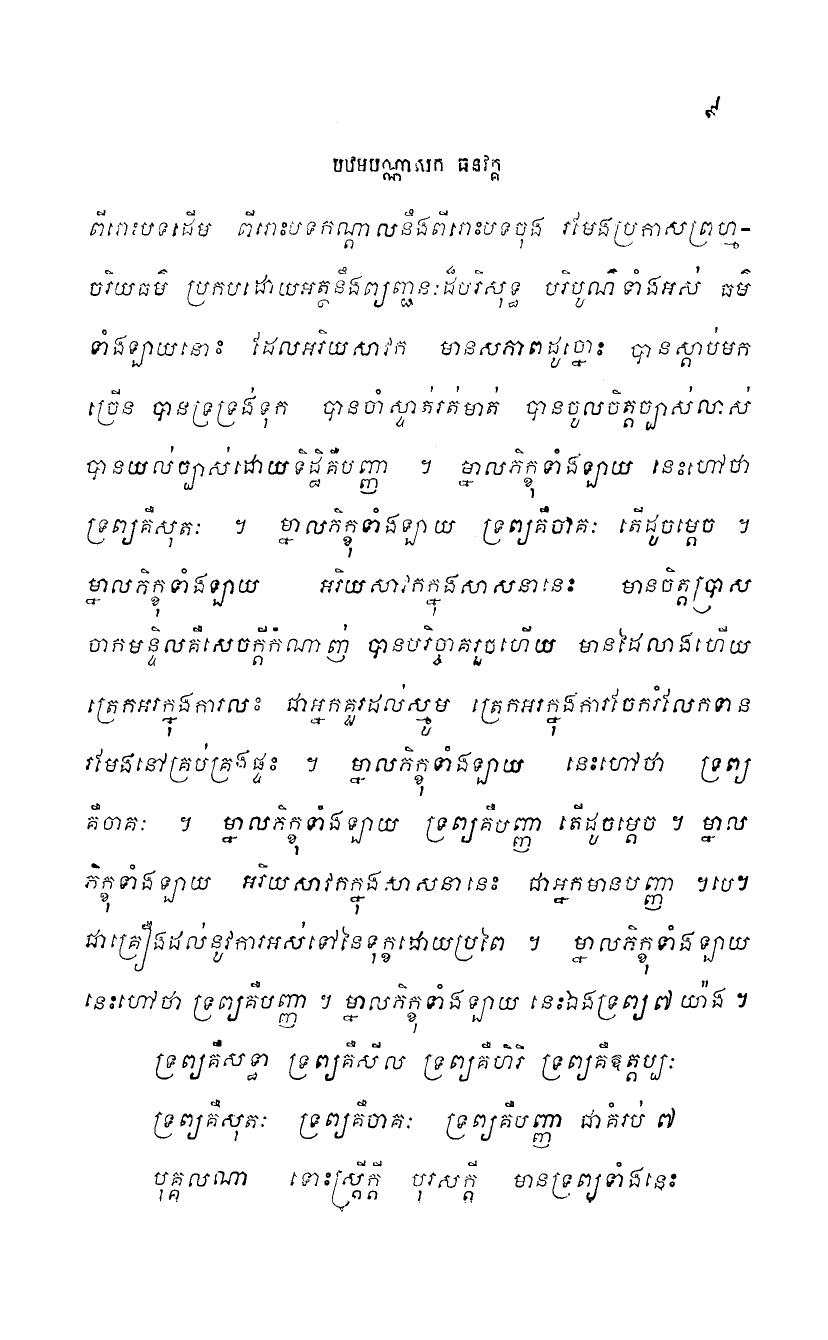 ៩
បឋមបណ្ណាសក ធនវគ្គ
ពីរោះបទដើម ពីរោះបទកណ្តាលនឹងពីរោះបទចុង រមែងប្រកាសព្រហ្ម-
ចរិយធម៌ ប្រកបដោយអត្ថនឹងព្យញ្ជនៈដ៏បរិសុទ្ធ បរិបូណ៌ទាំងអស់ ធម៌
ទាំងឡាយនោះ ដែលអរិយសាវក មានសភាពដូច្នោះ បានស្តាប់មក
ច្រើន បានទ្រទ្រង់ទុក បានចាំស្ទាត់រត់មាត់ បានចូលចិត្តច្បាស់លាស់
បានយល់ច្បាស់ដោយទិដ្ឋិគឺបញ្ញា ។ ម្នាលភិក្ខុទាំងឡាយ នេះហៅថា
ទ្រព្យគឺសុតៈ ។ ម្នាលភិក្ខុទាំងឡាយ ទ្រព្យគឺចាគៈ តើដូចម្តេច ។
ម្នាលភិក្ខុទាំងឡាយ អរិយសាវកក្នុងសាសនានេះ មានចិត្តប្រាស
ចាកមន្ទិលគឺសេចក្តីកំណាញ់ បានបរិច្ចាគរួចហើយ មានដៃលាងហើយ
ត្រេកអរក្នុងការលះ ជាអ្នកគួរដល់ស្មូម ត្រេកអរក្នុងការចែករំលែកទាន
រមែងនៅគ្រប់គ្រងផ្ទះ ។ ម្នាលភិក្ខុទាំងឡាយ នេះហៅថា ទ្រព្យ
គឺចាគៈ ។ ម្នាលភិក្ខុទាំងឡាយ ទ្រព្យគឺបញ្ញា តើដូចម្តេច ។ ម្នាល
ភិក្ខុទាំងឡាយ អរិយសាវកក្នុងសាសនានេះ ជាអ្នកមានបញ្ញា ។បេ។
ជាគ្រឿងដល់នូវការអស់ទៅនៃទុក្ខដោយប្រពៃ ។ ម្នាលភិក្ខុទាំងឡាយ
នេះហៅថា ទ្រព្យគឺបញ្ញា ។ ម្នាលភិក្ខុទាំងឡាយ នេះឯងទ្រព្យ៧ យ៉ាង ។
ទ្រព្យគឺសទ្ធា ទ្រព្យគឺសីល ទ្រព្យគឺហិរិ ទ្រព្យគឺឱត្តប្បៈ
ទ្រព្យគឺសុតៈ ទ្រព្យគឺចាគៈ ទ្រព្យគឺបញ្ញា ជាគំរប់ ៧
បុគ្គលណា ទោះស្ត្រីក្តី បុរសក្តី មានទ្រព្យទាំងនេះ